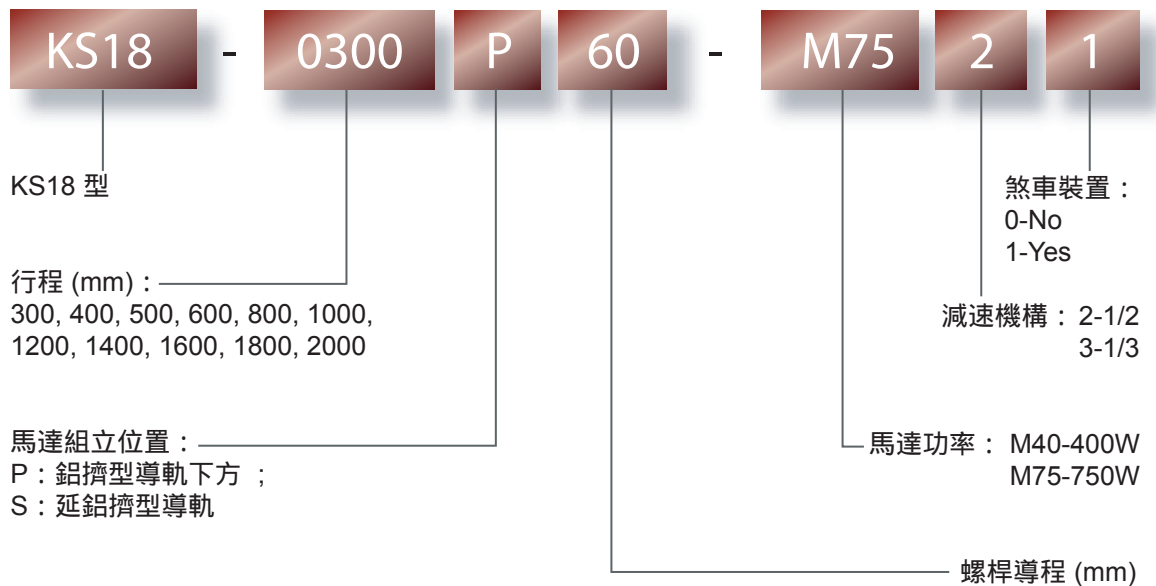 KS18 - 0300 P 60 - M75 2 1
KS18 型
煞車裝置：
0-No
1-Yes
行程 (mm)：
300, 400, 500, 600, 800, 1000,
1200, 1400, 1600, 1800, 2000
減速機構：2-1/2
3-1/3
馬達組立位置：
P：鋁擠型導軌下方 ；
S：延鋁擠型導軌
馬達功率： M40-400W
M75-750W
螺桿導程 (mm)